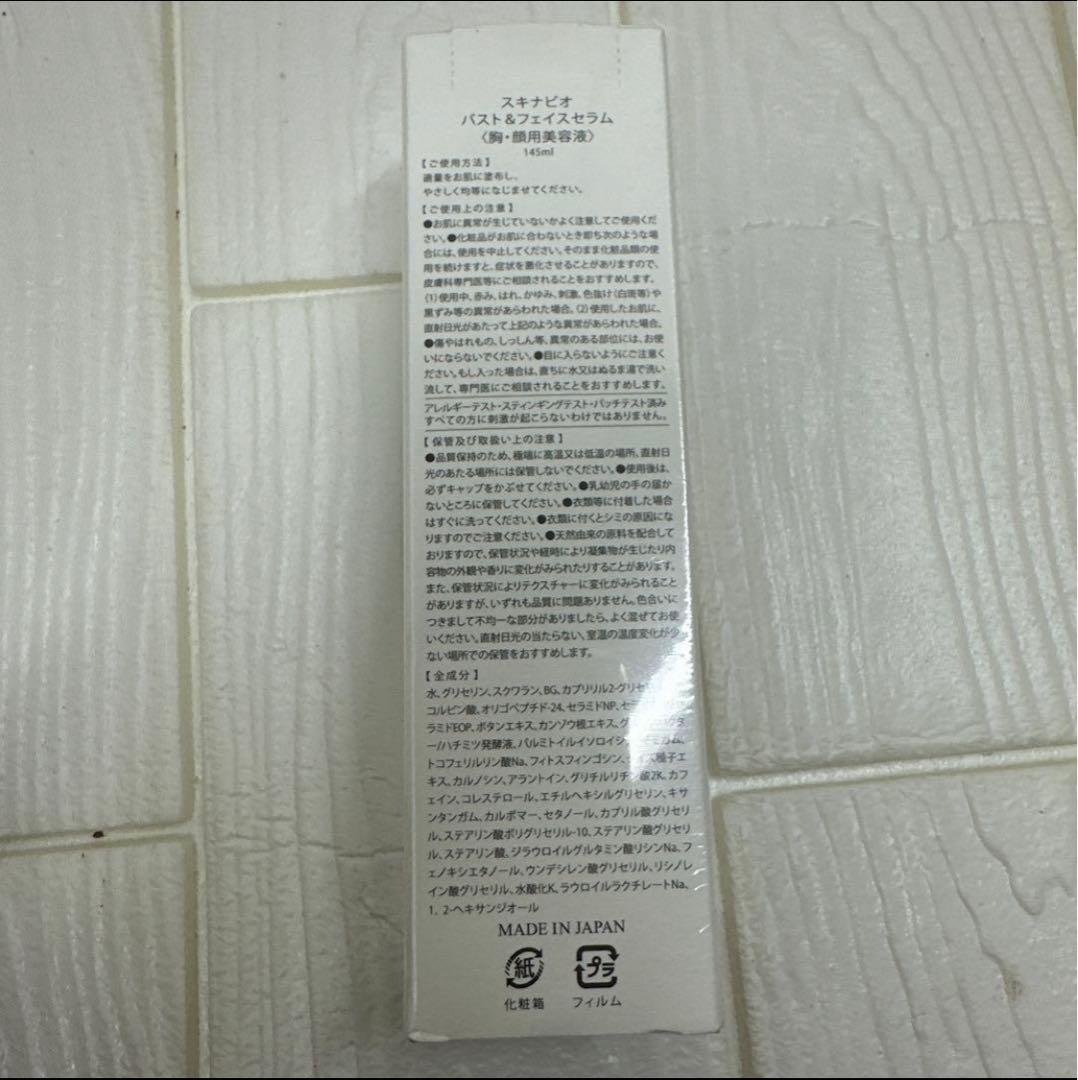 スキナビオ
バスト&フェイスセラム
〈胸・顔用美容液〉
145ml
【ご使用方法】
適量をお肌に塗布し、
やさしく均等になじませてください。
【ご使用上の注意】
●お肌に異常が生じていないかよく注意してご使用くだ
さい。●化粧品がお肌に合わないとき即ち次のような場
合には、使用を中止してください。そのまま化粧品類の使
用を続けますと、症状を悪化させることがありますので、
皮膚科専門医等にご相談されることをおすすめします。
(1)使用中、赤み、はれ、かゆみ、刺激、色抜け(白斑等)や
黒ずみ等の異常があらわれた場合。(2)使用したお肌に、
直射日光があたって上記のような異常があらわれた場合。
●傷やはれもの、しっしん等、異常のある部位には、お使
いにならないでください。●目に入らないようにご注意く
ださい。もし入った場合は、直ちに水又はぬるま湯で洗い
流して、専門医にご相談されることをおすすめします。
アレルギーテスト・スティンギングテスト・パッチテスト済み
すべての方に刺激が起こらないわけではありません。
【保管及び取扱い上の注意】
●品質保持のため、極端に高温又は低温の場所、直射日
光のあたる場所には保管しないでください。●使用後は、
必ずキャップをかぶせてください。●乳幼児の手の届か
ないところに保管してください。●衣類等に付着した場合
はすぐに洗ってください。●衣類に付くとシミの原因にな
りますのでご注意ください。●天然由来の原料を配合して
おりますので、保管状況や経時により凝集物が生じたり内
容物の外観や香りに変化がみられたりすることがあります。
また、保管状況によりテクスチャーに変化がみられること
がありますが、いずれも品質に問題ありません。色合いに
つきまして不均一な部分がありましたら、よく混ぜてお使
いください。直射日光の当たらない、室温の温度変化が少
ない場所での保管をおすすめします。
【全成分】
水、グリセリン、スクワラン、BG、カプリリル2-グリセ
コルビン酸、オリゴペプチド-24、セラミドNP、セ
ラミドEOP、ボタンエキス、カンゾウ根エキス、グ
ー/ハチミツ発酵液、パルミトイルイソロイシ
トコフェリルリン酸Na、フィトスフィンゴシン、種子エ
キス、カルノシン、アラントイン、グリチルリチン酸2K、カフ
ェイン、コレステロール、エチルヘキシルグリセリン、キサ
ンタンガム、カルボマー、セタノール、カプリル酸グリセリ
ル、ステアリン酸ポリグリセリル-10、ステアリン酸グリセリ
ル、ステアリン酸、ジラウロイルグルタミン酸リシンNa、フ
ェノキシエタノール、ウンデシレン酸グリセリル、リシノレ
イン酸グリセリル、水酸化K、ラウロイルラクチレートNa、
1, 2-ヘキサンジオール
MADE IN JAPAN
紙 プラ
化粧箱 フィルム